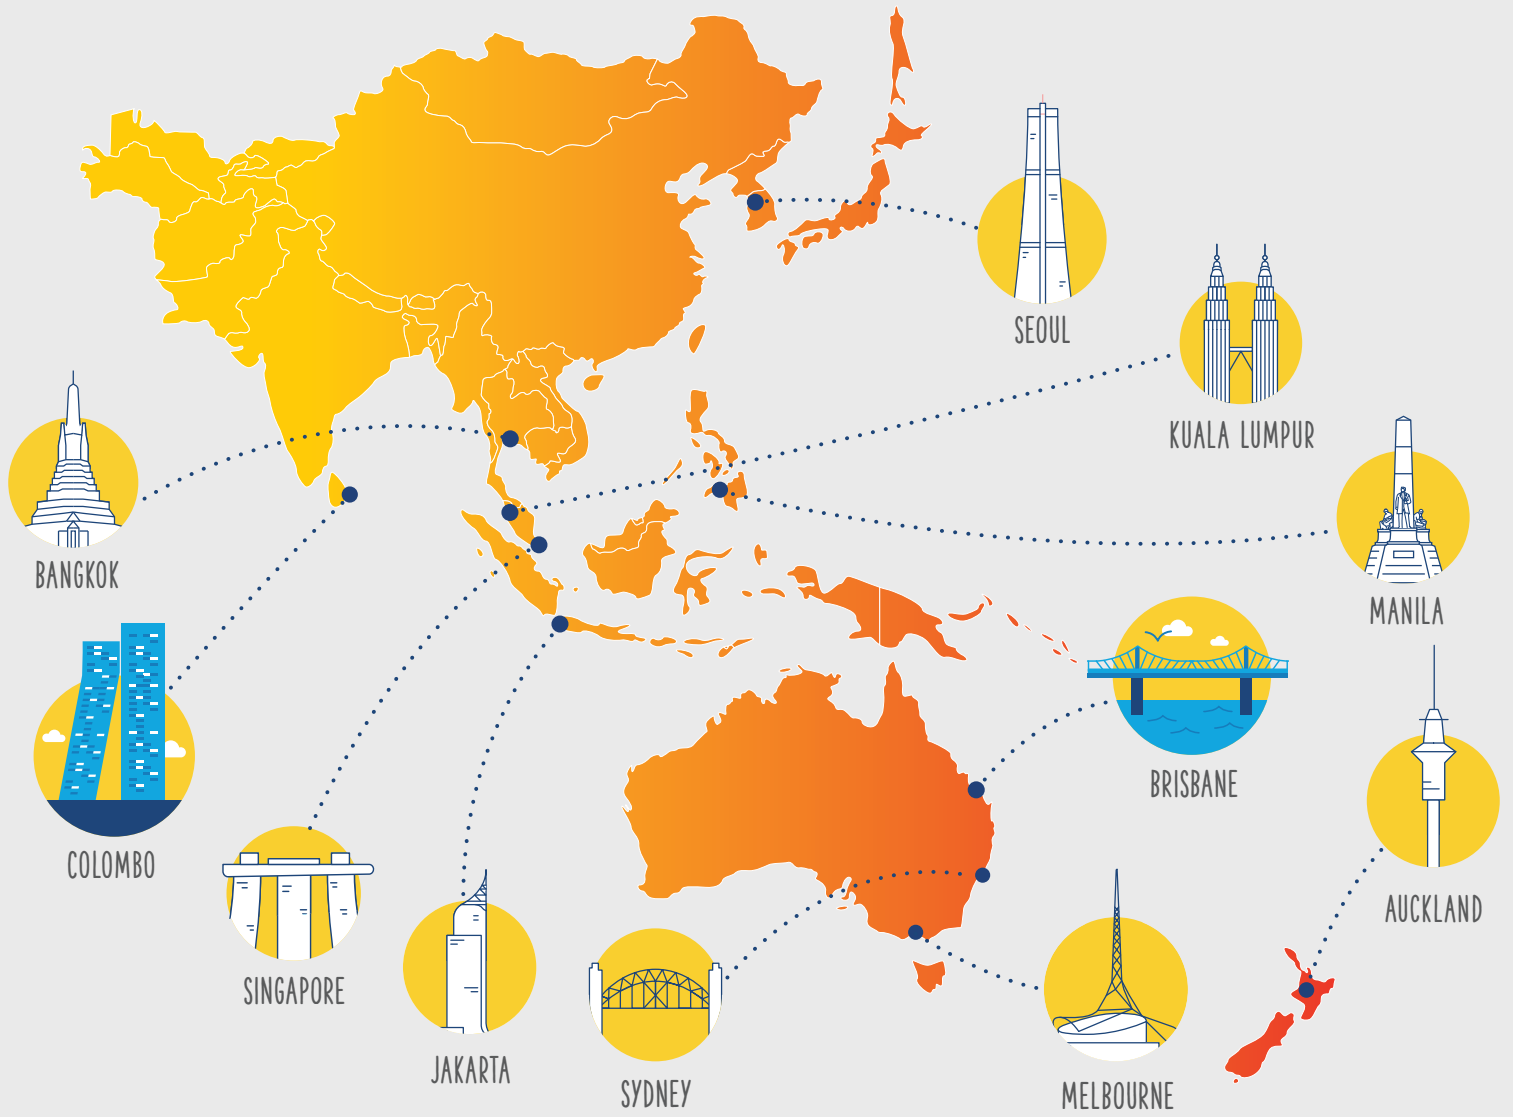 SEOUL
KUALA LUMPUR
BANGKOK
MANILA
BRISBANE
COLOMBO
AUCKLAND
SINGAPORE
JAKARTA
SYDNEY
MELBOURNE